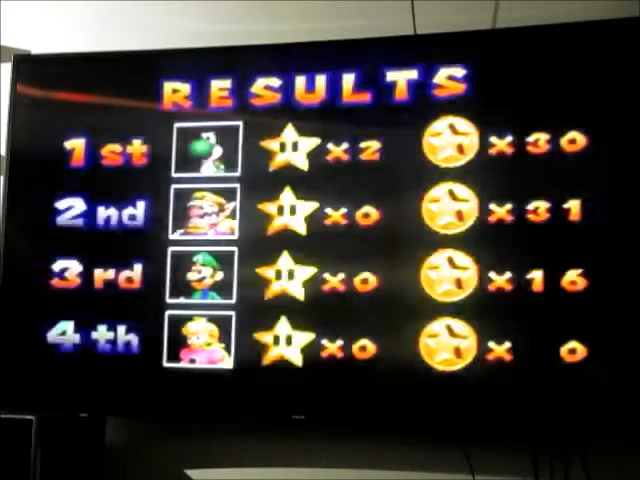 RESULTS
1st x 2 x 30
2nd x 0 x 31
3rd x 0 x 16
4th x 0 x 0